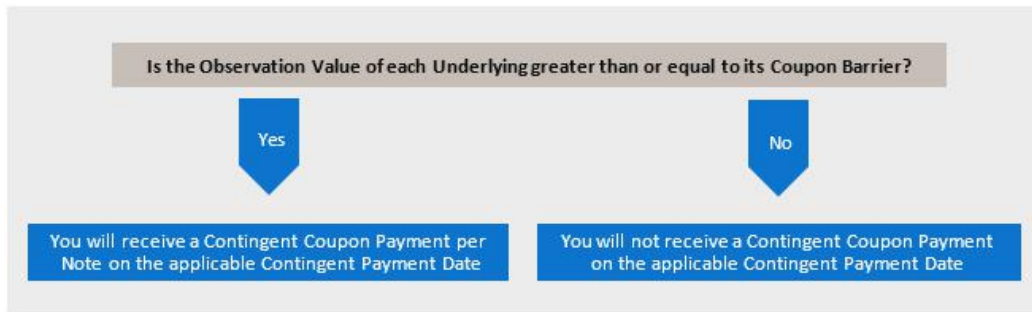 Is the Observation Value of each Underlying greater than or equal to its Coupon Barrier?
Yes
No
You will receive a Contingent Coupon Payment per
Note on the applicable Contingent Payment Date
You will not receive a Contingent Coupon Payment
on the applicable Contingent Payment Date